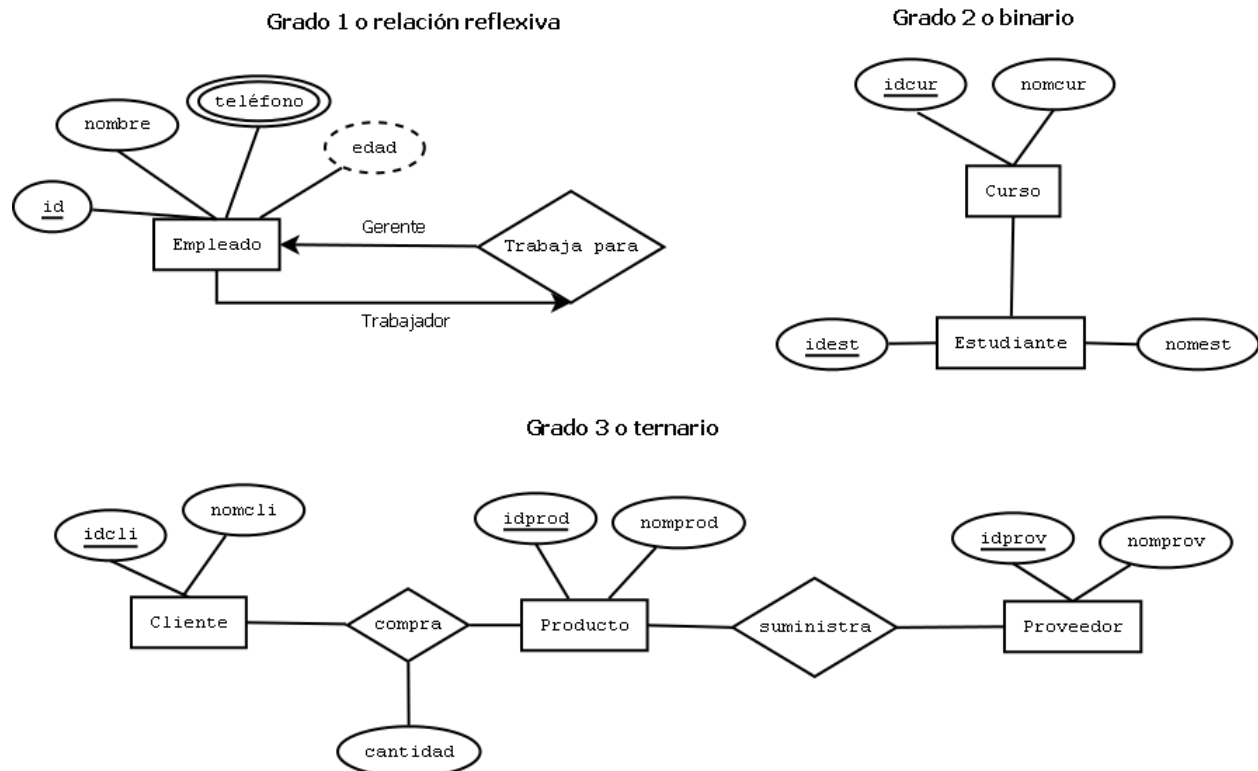 Grado 1 o relación reflexiva
teléfono
nombre
edad
id
Empleado
Gerente
Trabaja para
Trabajador
Grado 2 o binario
idcur
nomcur
Curso
idest
Estudiante
nomest
Grado 3 o ternario
idcli
nomcli
idprod
nomprod
idprov
nomprov
Cliente
compra
Producto
suministra
Proveedor
cantidad